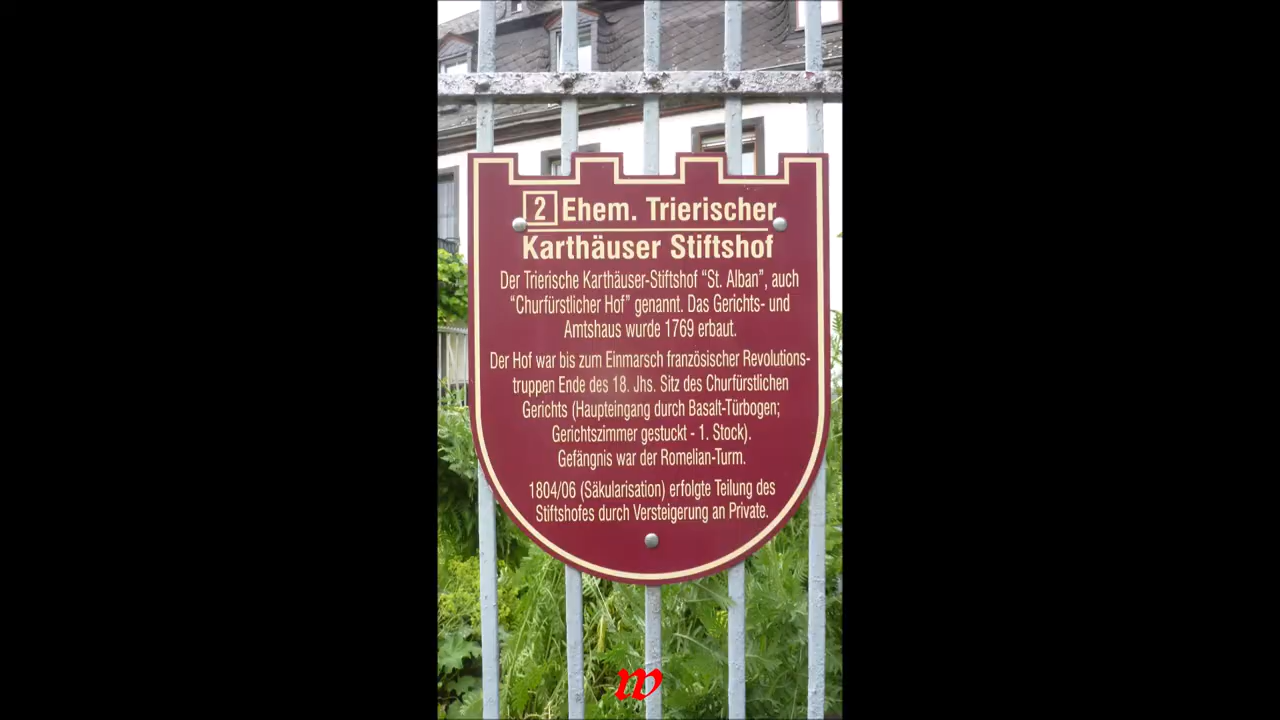 2 Ehem. Trierischer
Karthäuser Stiftshof
Der Trierische Karthäuser-Stiftshof “St. Alban”, auch
“Churfürstlicher Hof” genannt. Das Gerichts- und
Amtshaus wurde 1769 erbaut.
Der Hof war bis zum Einmarsch französischer Revolutions-
truppen Ende des 18. Jhs. Sitz des Churfürstlichen
Gerichts (Haupteingang durch Basalt-Türbogen;
Gerichtszimmer gestuckt - 1. Stock).
Gefängnis war der Romelian-Turm.
1804/06 (Säkularisation) erfolgte Teilung des
Stiftshofes durch Versteigerung an Private.
w